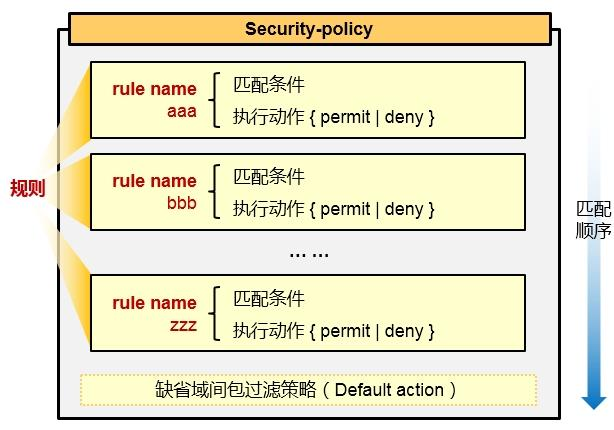 Security-policy
rule name
aaa
匹配条件
执行动作 { permit | deny }
rule name
bbb
匹配条件
执行动作 { permit | deny }
规则
匹配
顺序
... ...
rule name
zzz
匹配条件
执行动作 { permit | deny }
缺省域间包过滤策略（Default action）